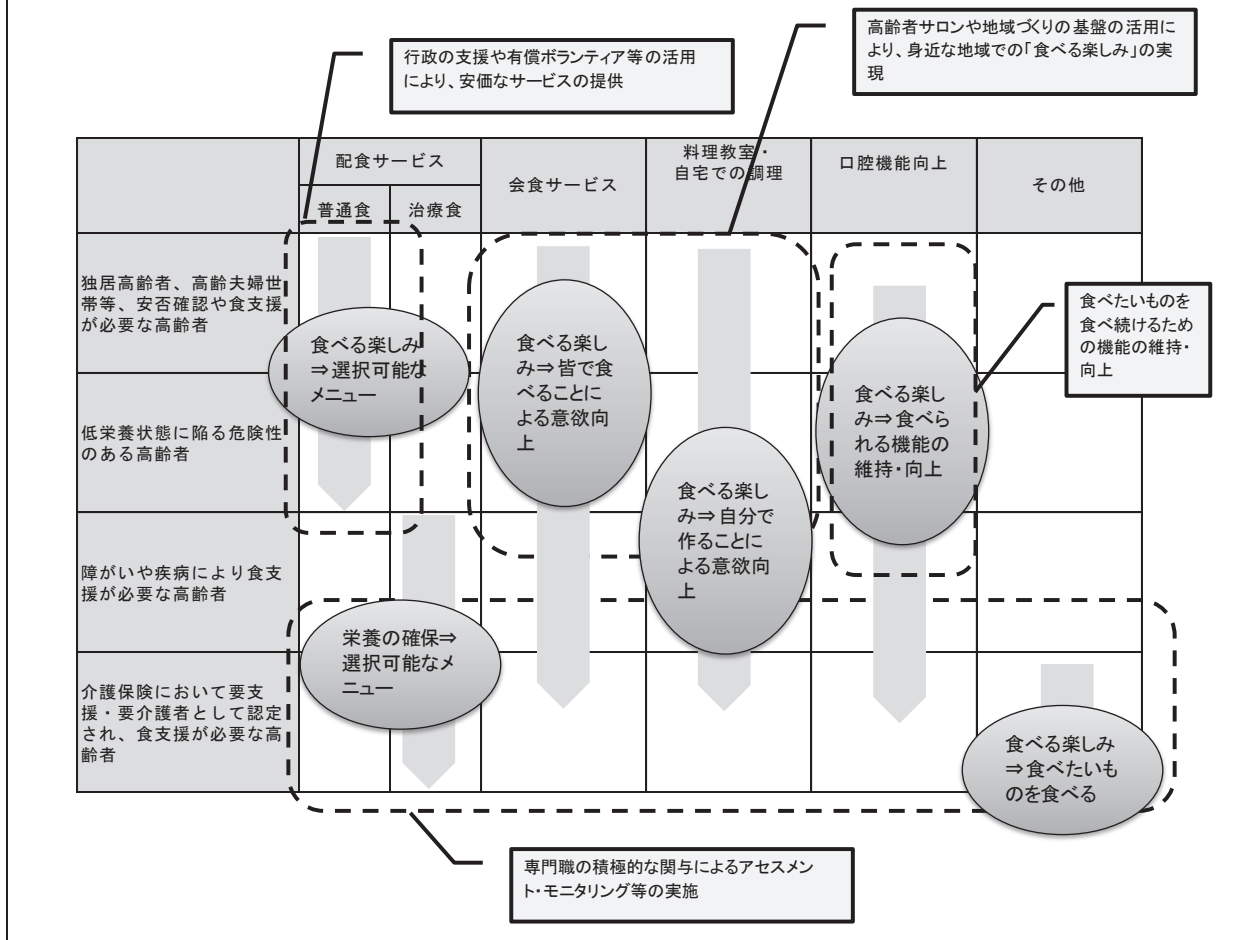 高齢者サロンや地域づくりの基盤の活用に
より、身近な地域での「食べる楽しみ」の実
現
行政の支援や有償ボランティア等の活用
により、安価なサービスの提供
配食サービス
普通食
治療食
会食サービス
料理教室・
自宅での調理
口腔機能向上
その他
独居高齢者、高齢夫婦世
帯等、安否確認や食支援
が必要な高齢者
低栄養状態に陥る危険性
のある高齢者
障がいや疾病により食支
援が必要な高齢者
介護保険において要支
援・要介護者として認定
され、食支援が必要な高
齢者
食べる楽しみ
⇒選択可能な
メニュー
食べる楽し
み⇒皆で食
べることに
よる意欲向
上
食べる楽し
み⇒自分で
作ることに
よる意欲向
上
食べる楽し
み⇒食べら
れる機能の
維持・向上
食べたいものを
食べ続けるため
の機能の維持・
向上
栄養の確保⇒
選択可能なメ
ニュー
食べる楽しみ
⇒食べたいも
のを食べる
専門職の積極的な関与によるアセスメン
ト・モニタリング等の実施